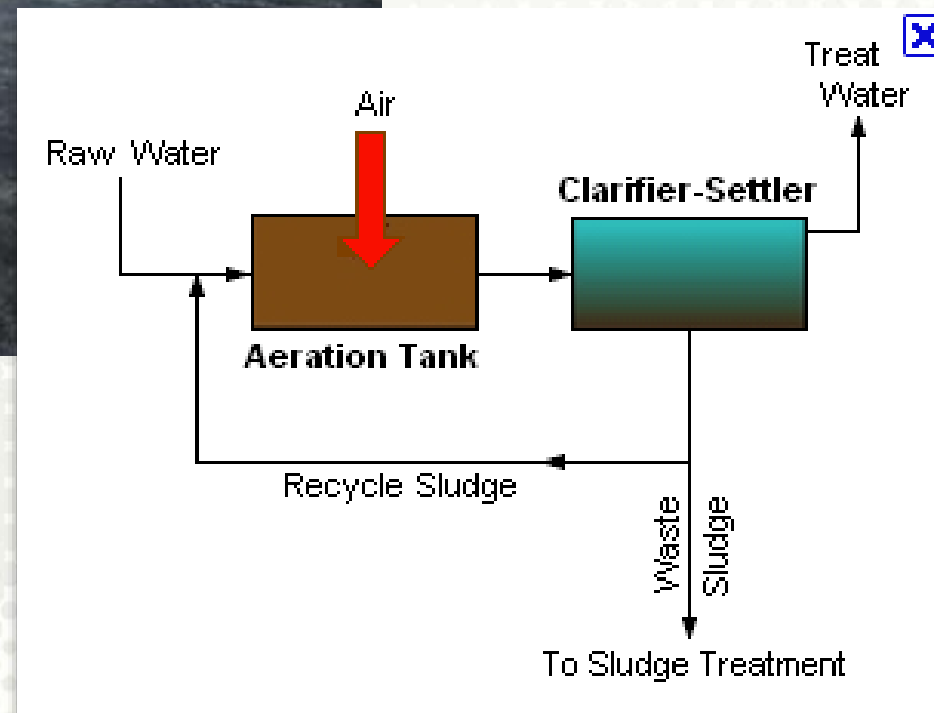 Treat
Water
Air
Raw Water
Clarifier-Settler
Aeration Tank
Recycle Sludge
Waste
Sludge
To Sludge Treatment